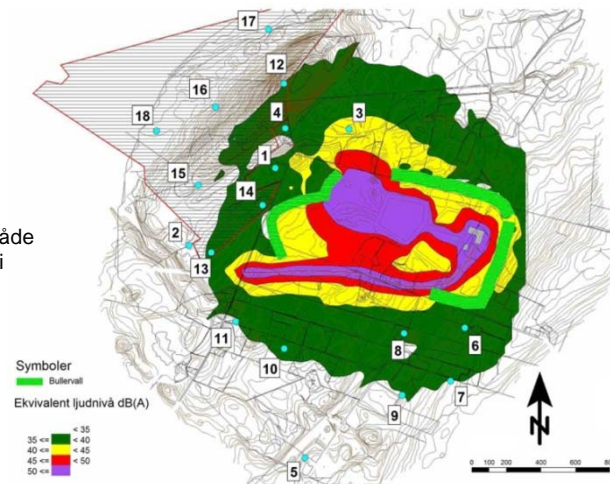 17
12
16
4
3
18
1
15
14
åde
i
2
13
11
10
8
6
7
9
5
Symboler
Bullervall
Ekvivalent ljudnivå dB(A)
< 35
35 <= < 40
40 <= < 45
45 <= < 50
50 <=
N
0 100 200 400 600 80